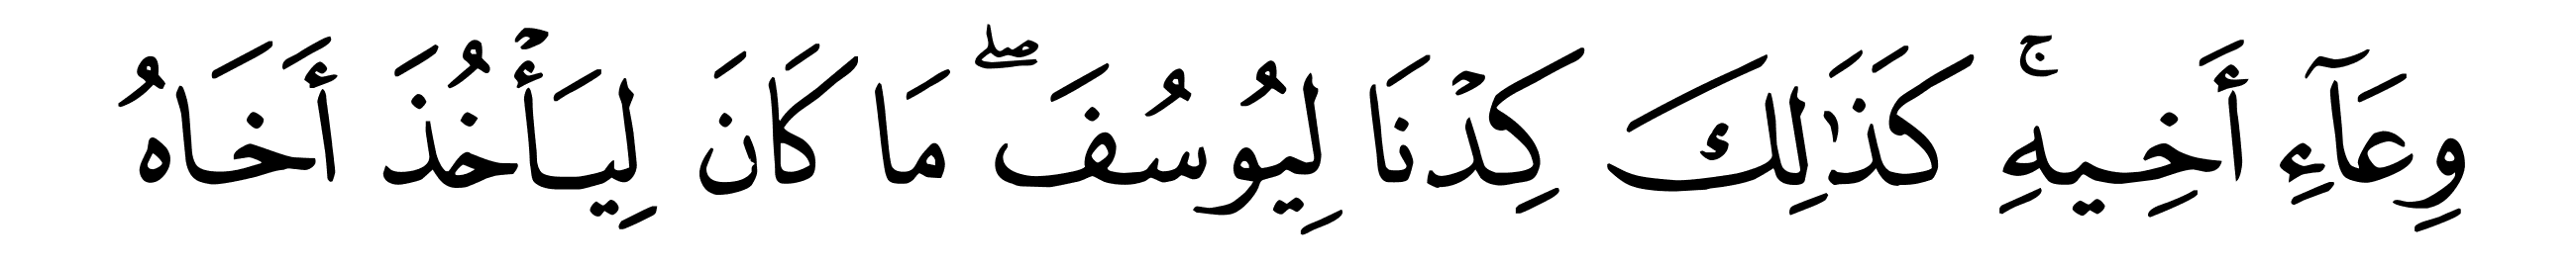 وِعَآءِ أَخِيهِۚ كَذَٰلِكَ كِدْنَا لِيُوسُفَۖ مَا كَانَ لِيَأْخُذَ أَخَاهُ